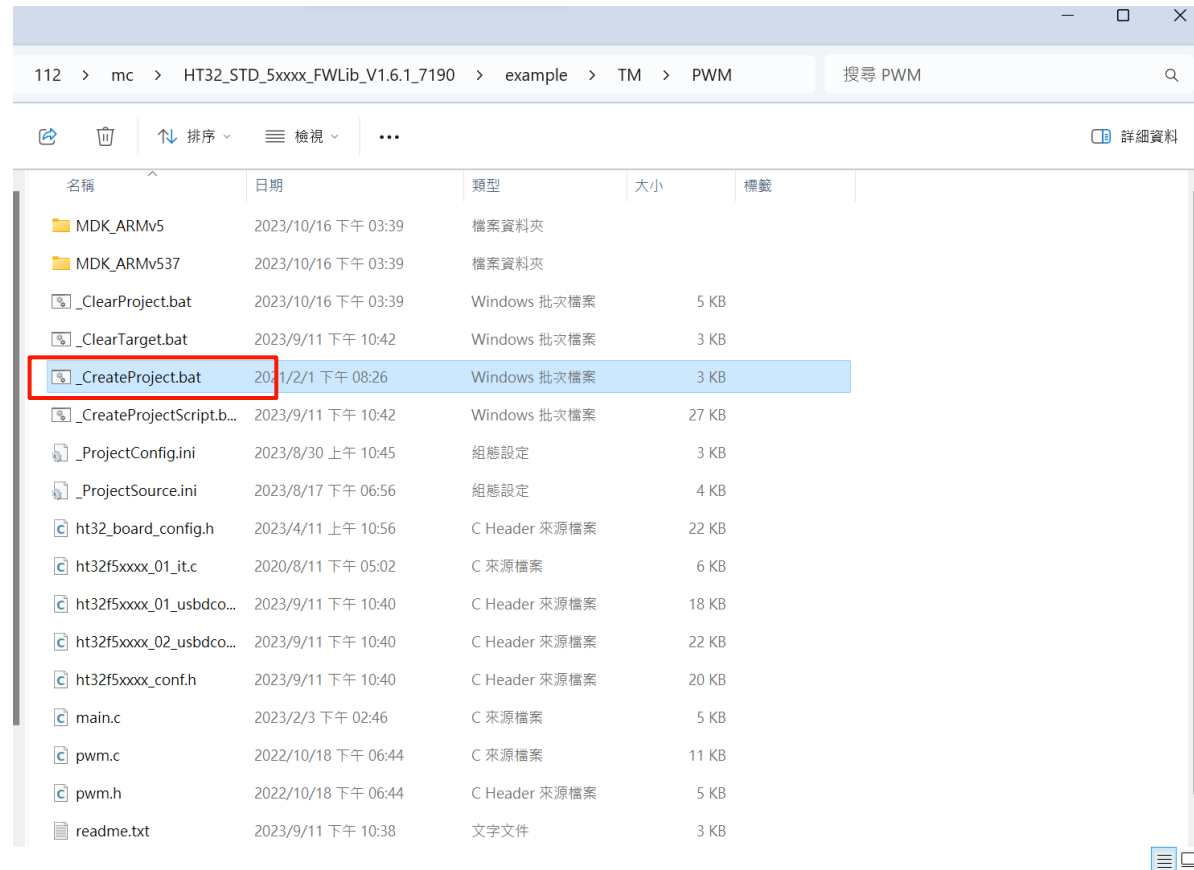 112 > mc > HT32_STD_5xxxx_FWLib_V1.6.1_7190 > example > TM > PWM 搜尋 PWM
排序 檢視 ... 詳細資料
名稱 日期 類型 大小 標籤
MDK_ARMv5 2023/10/16 下午 03:39 檔案資料夾
MDK_ARMv537 2023/10/16 下午 03:39 檔案資料夾
_ClearProject.bat 2023/10/16 下午 03:39 Windows 批次檔案 5 KB
_ClearTarget.bat 2023/9/11 下午 10:42 Windows 批次檔案 3 KB
_CreateProject.bat 2021/2/1 下午 08:26 Windows 批次檔案 3 KB
_CreateProjectScript.b... 2023/9/11 下午 10:42 Windows 批次檔案 27 KB
_ProjectConfig.ini 2023/8/30 上午 10:45 組態設定 3 KB
_ProjectSource.ini 2023/8/17 下午 06:56 組態設定 4 KB
ht32_board_config.h 2023/4/11 上午 10:56 C Header 來源檔案 22 KB
ht32f5xxxx_01_it.c 2020/8/11 下午 05:02 C 來源檔案 6 KB
ht32f5xxxx_01_usbdco... 2023/9/11 下午 10:40 C Header 來源檔案 18 KB
ht32f5xxxx_02_usbdco... 2023/9/11 下午 10:40 C Header 來源檔案 22 KB
ht32f5xxxx_conf.h 2023/9/11 下午 10:40 C Header 來源檔案 20 KB
main.c 2023/2/3 下午 02:46 C 來源檔案 5 KB
pwm.c 2022/10/18 下午 06:44 C 來源檔案 11 KB
pwm.h 2022/10/18 下午 06:44 C Header 來源檔案 5 KB
readme.txt 2023/9/11 下午 10:38 文字文件 3 KB